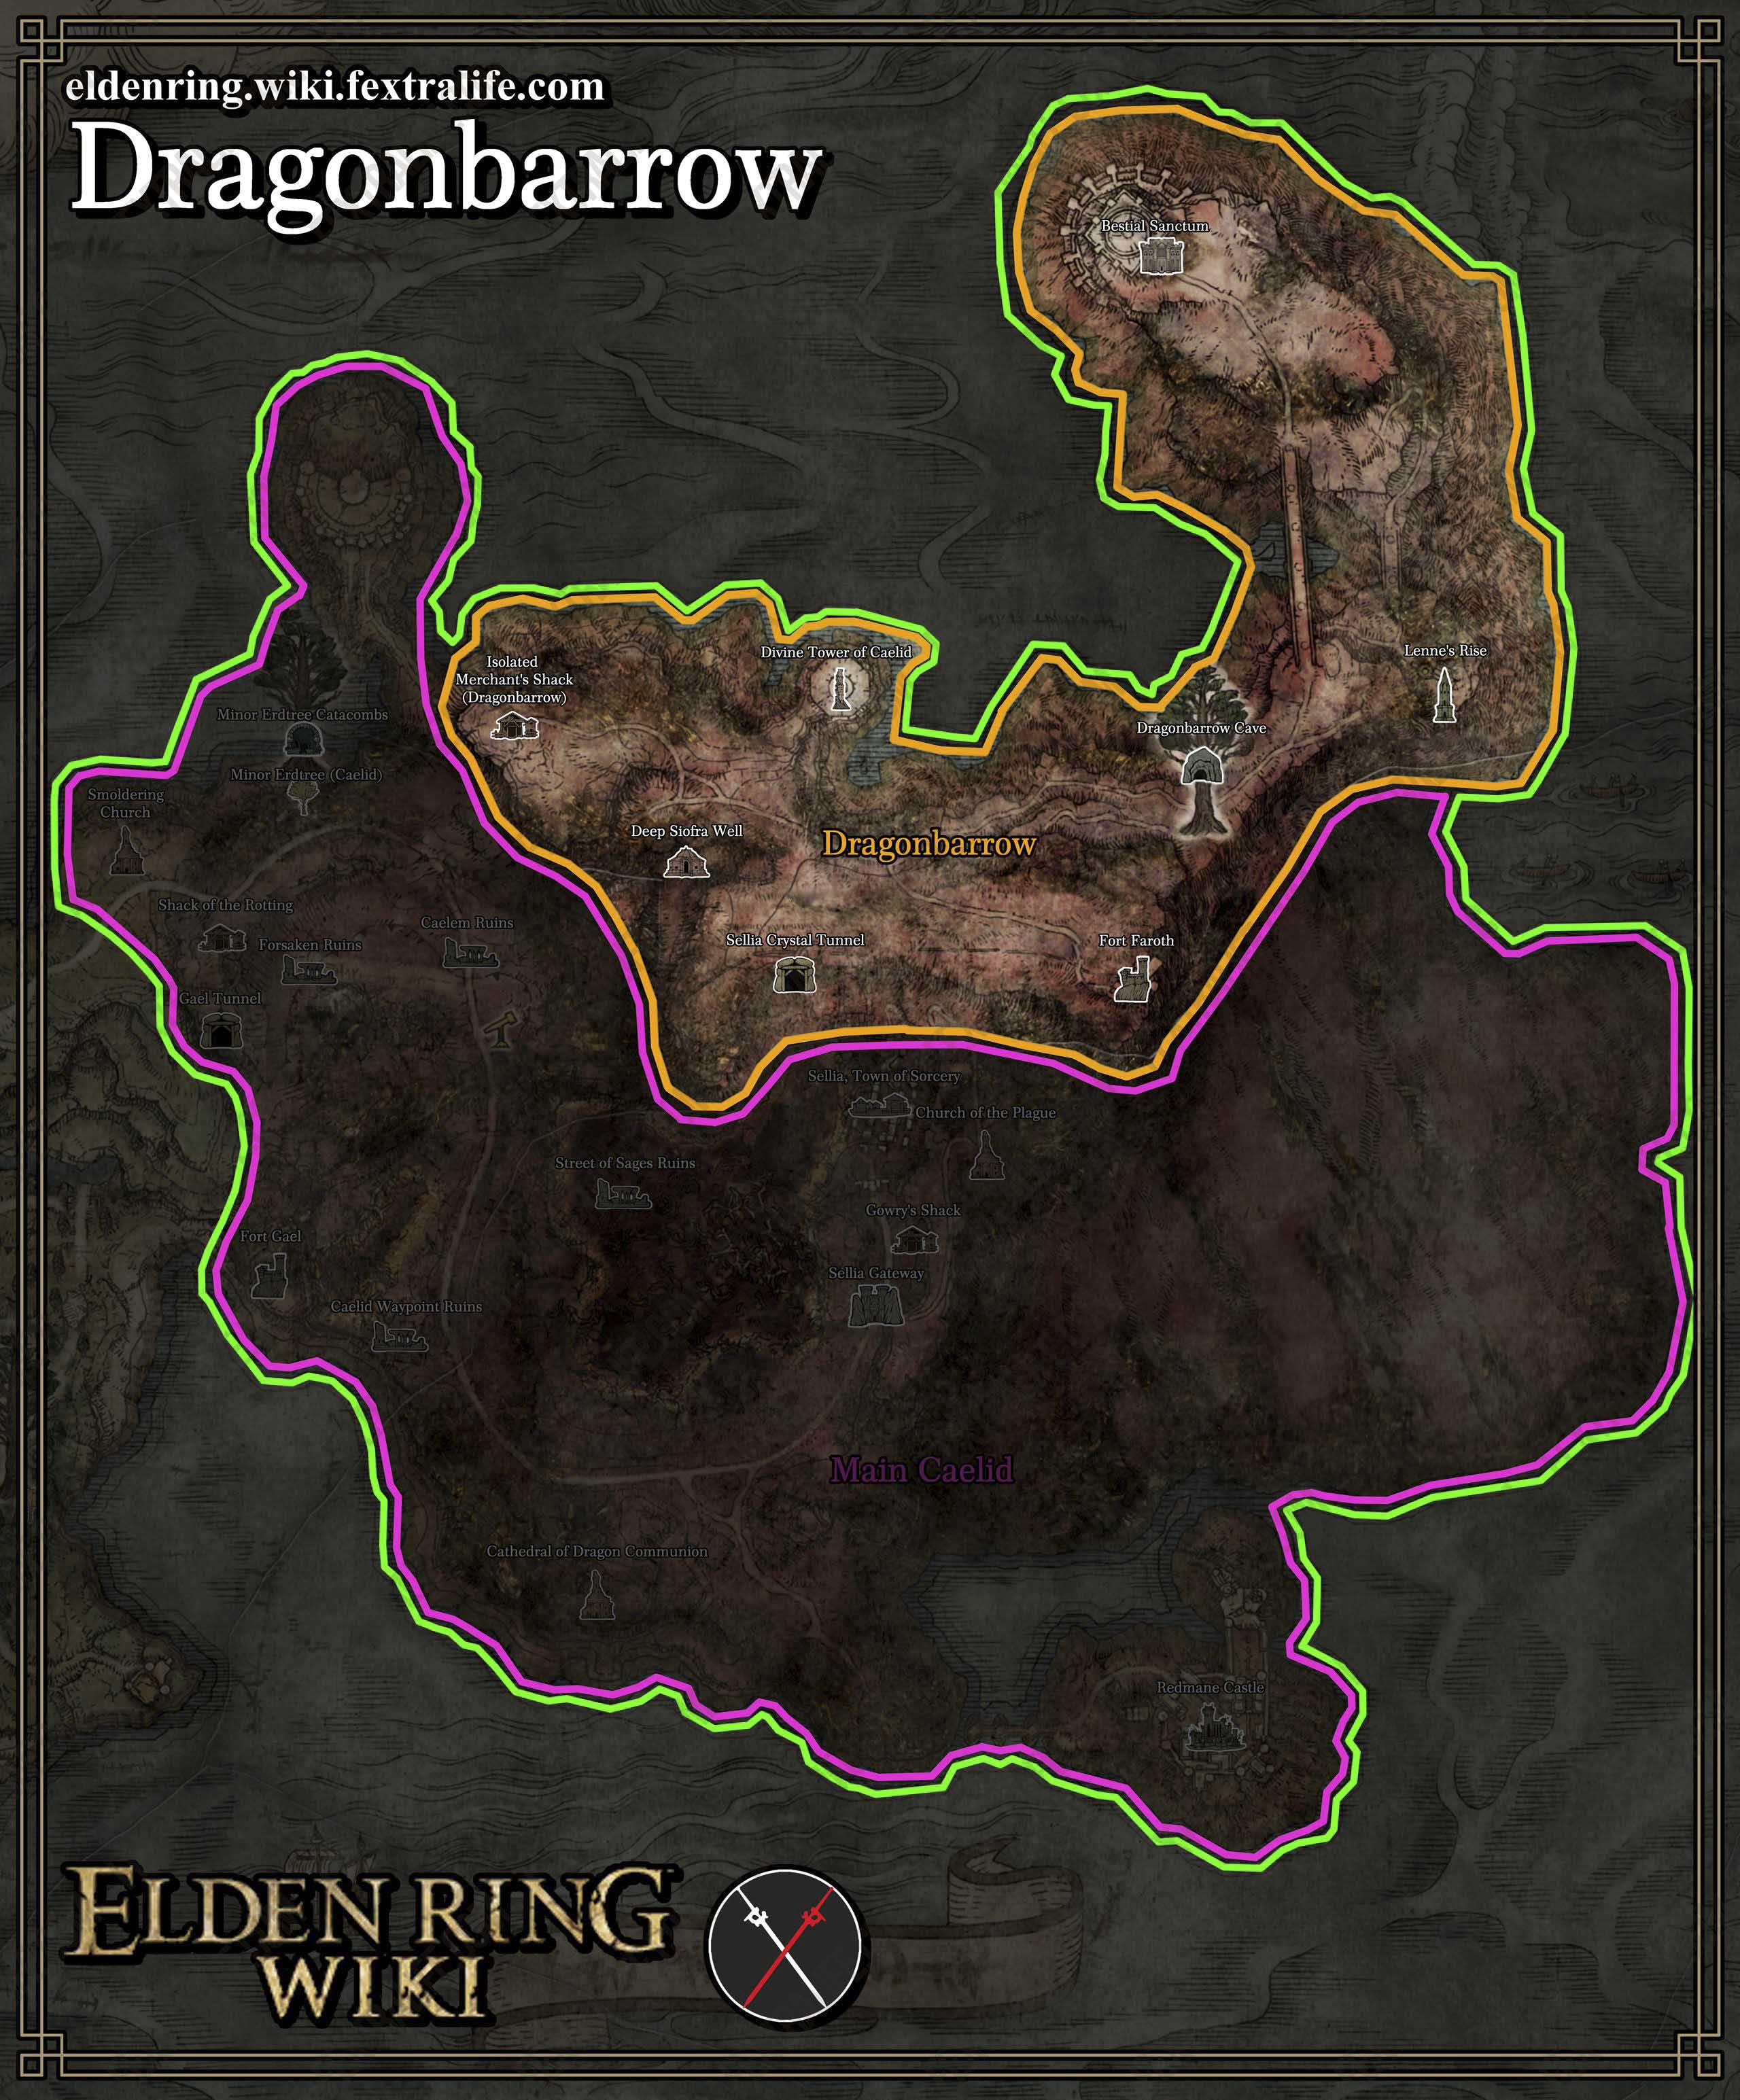 eldenring.wiki.fextralife.com
Dragonbarrow
Bestial Sanctum
Isolated
Merchant's Shack
(Dragonbarrow)
Divine Tower of Caelid
Lenne's Rise
Minor Erdtree Catacombs
Dragonbarrow Cave
Minor Erdtree (Caelid)
Smoldering
Church
Deep Siofra Well
Dragonbarrow
Shack of the Rotting
Caelem Ruins
Forsaken Ruins
Sellia Crystal Tunnel
Fort Faroth
Gael Tunnel
Sellia, Town of Sorcery
Church of the Plague
Street of Sages Ruins
Gowry's Shack
Fort Gael
Sellia Gateway
Caelid Waypoint Ruins
Main Caelid
Cathedral of Dragon Communion
Redmane Castle
ELDEN RING
WIKI